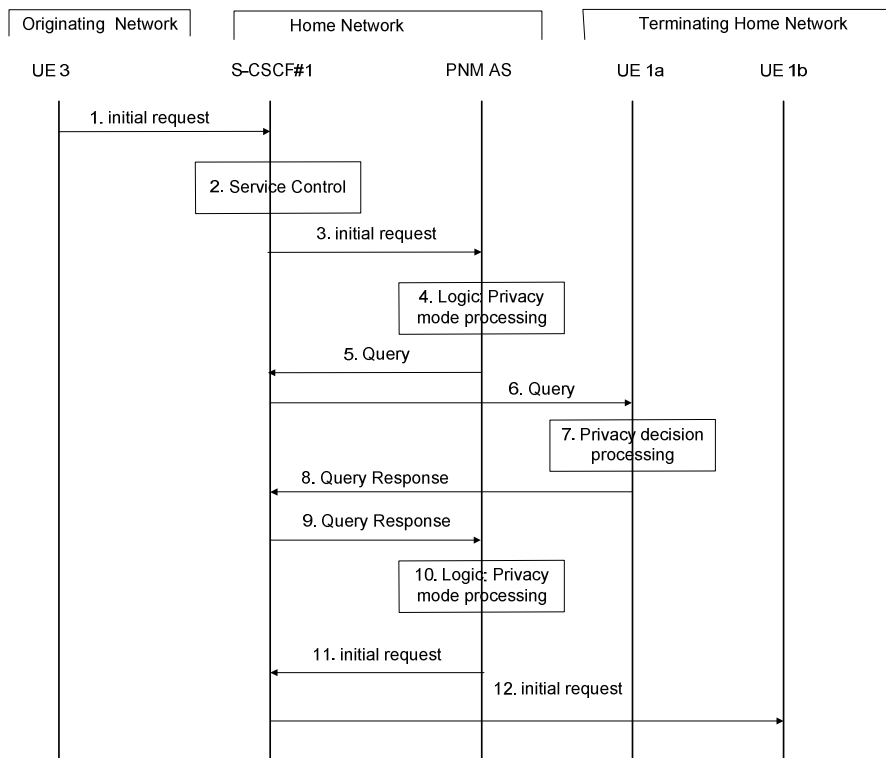 Originating Network
Home Network
Terminating Home Network
UE 3
S-CSCF#1
PNM AS
UE 1a
UE 1b
1. initial request
2. Service Control
3. initial request
4. Logic: Privacy
mode processing
5. Query
6. Query
7. Privacy decision
processing
8. Query Response
9. Query Response
10. Logic: Privacy
mode processing
11. initial request
12. initial request